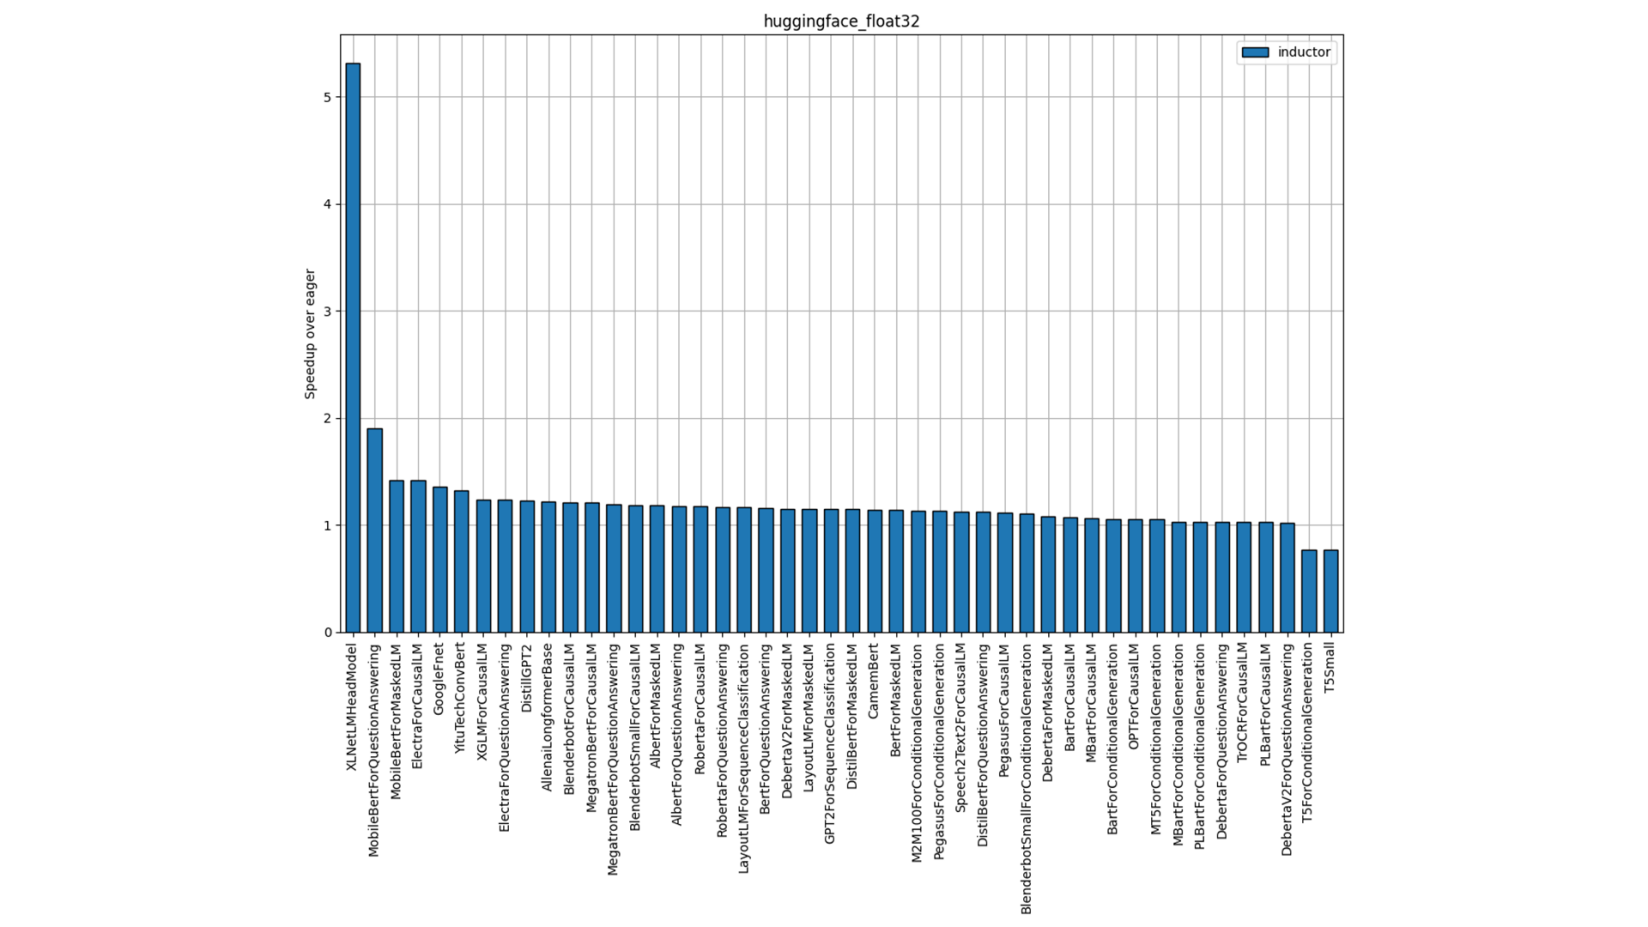 huggingface_float32
inductor
Speedup over eager
5
4
3
2
1
0
XLNetLMHeadModel
MobileBertForQuestionAnswering
MobileBertForMaskedLM
ElectraForCausalLM
GoogleFnet
YituTechConvBert
XGLMForCausalLM
ElectraForQuestionAnswering
DistillGPT2
AllenaiLongformerBase
BlenderbotForCausalLM
MegatronBertForCausalLM
MegatronBertForQuestionAnswering
BlenderbotSmallForCausalLM
AlbertForMaskedLM
AlbertForQuestionAnswering
RobertaForCausalLM
RobertaForQuestionAnswering
LayoutLMForSequenceClassification
BertForQuestionAnswering
DebertaV2ForMaskedLM
LayoutLMForMaskedLM
GPT2ForSequenceClassification
DistilBertForMaskedLM
CamemBert
BertForMaskedLM
M2M100ForConditionalGeneration
PegasusForConditionalGeneration
Speech2Text2ForCausalLM
DistilBertForQuestionAnswering
PegasusForCausalLM
BlenderbotSmallForConditionalGeneration
DebertaForMaskedLM
BartForCausalLM
MBartForCausalLM
BartForConditionalGeneration
OPTForCausalLM
MT5ForConditionalGeneration
MBartForConditionalGeneration
PLBartForConditionalGeneration
DebertaForQuestionAnswering
TrOCRForCausalLM
PLBartForCausalLM
DebertaV2ForQuestionAnswering
T5ForConditionalGeneration
T5Small